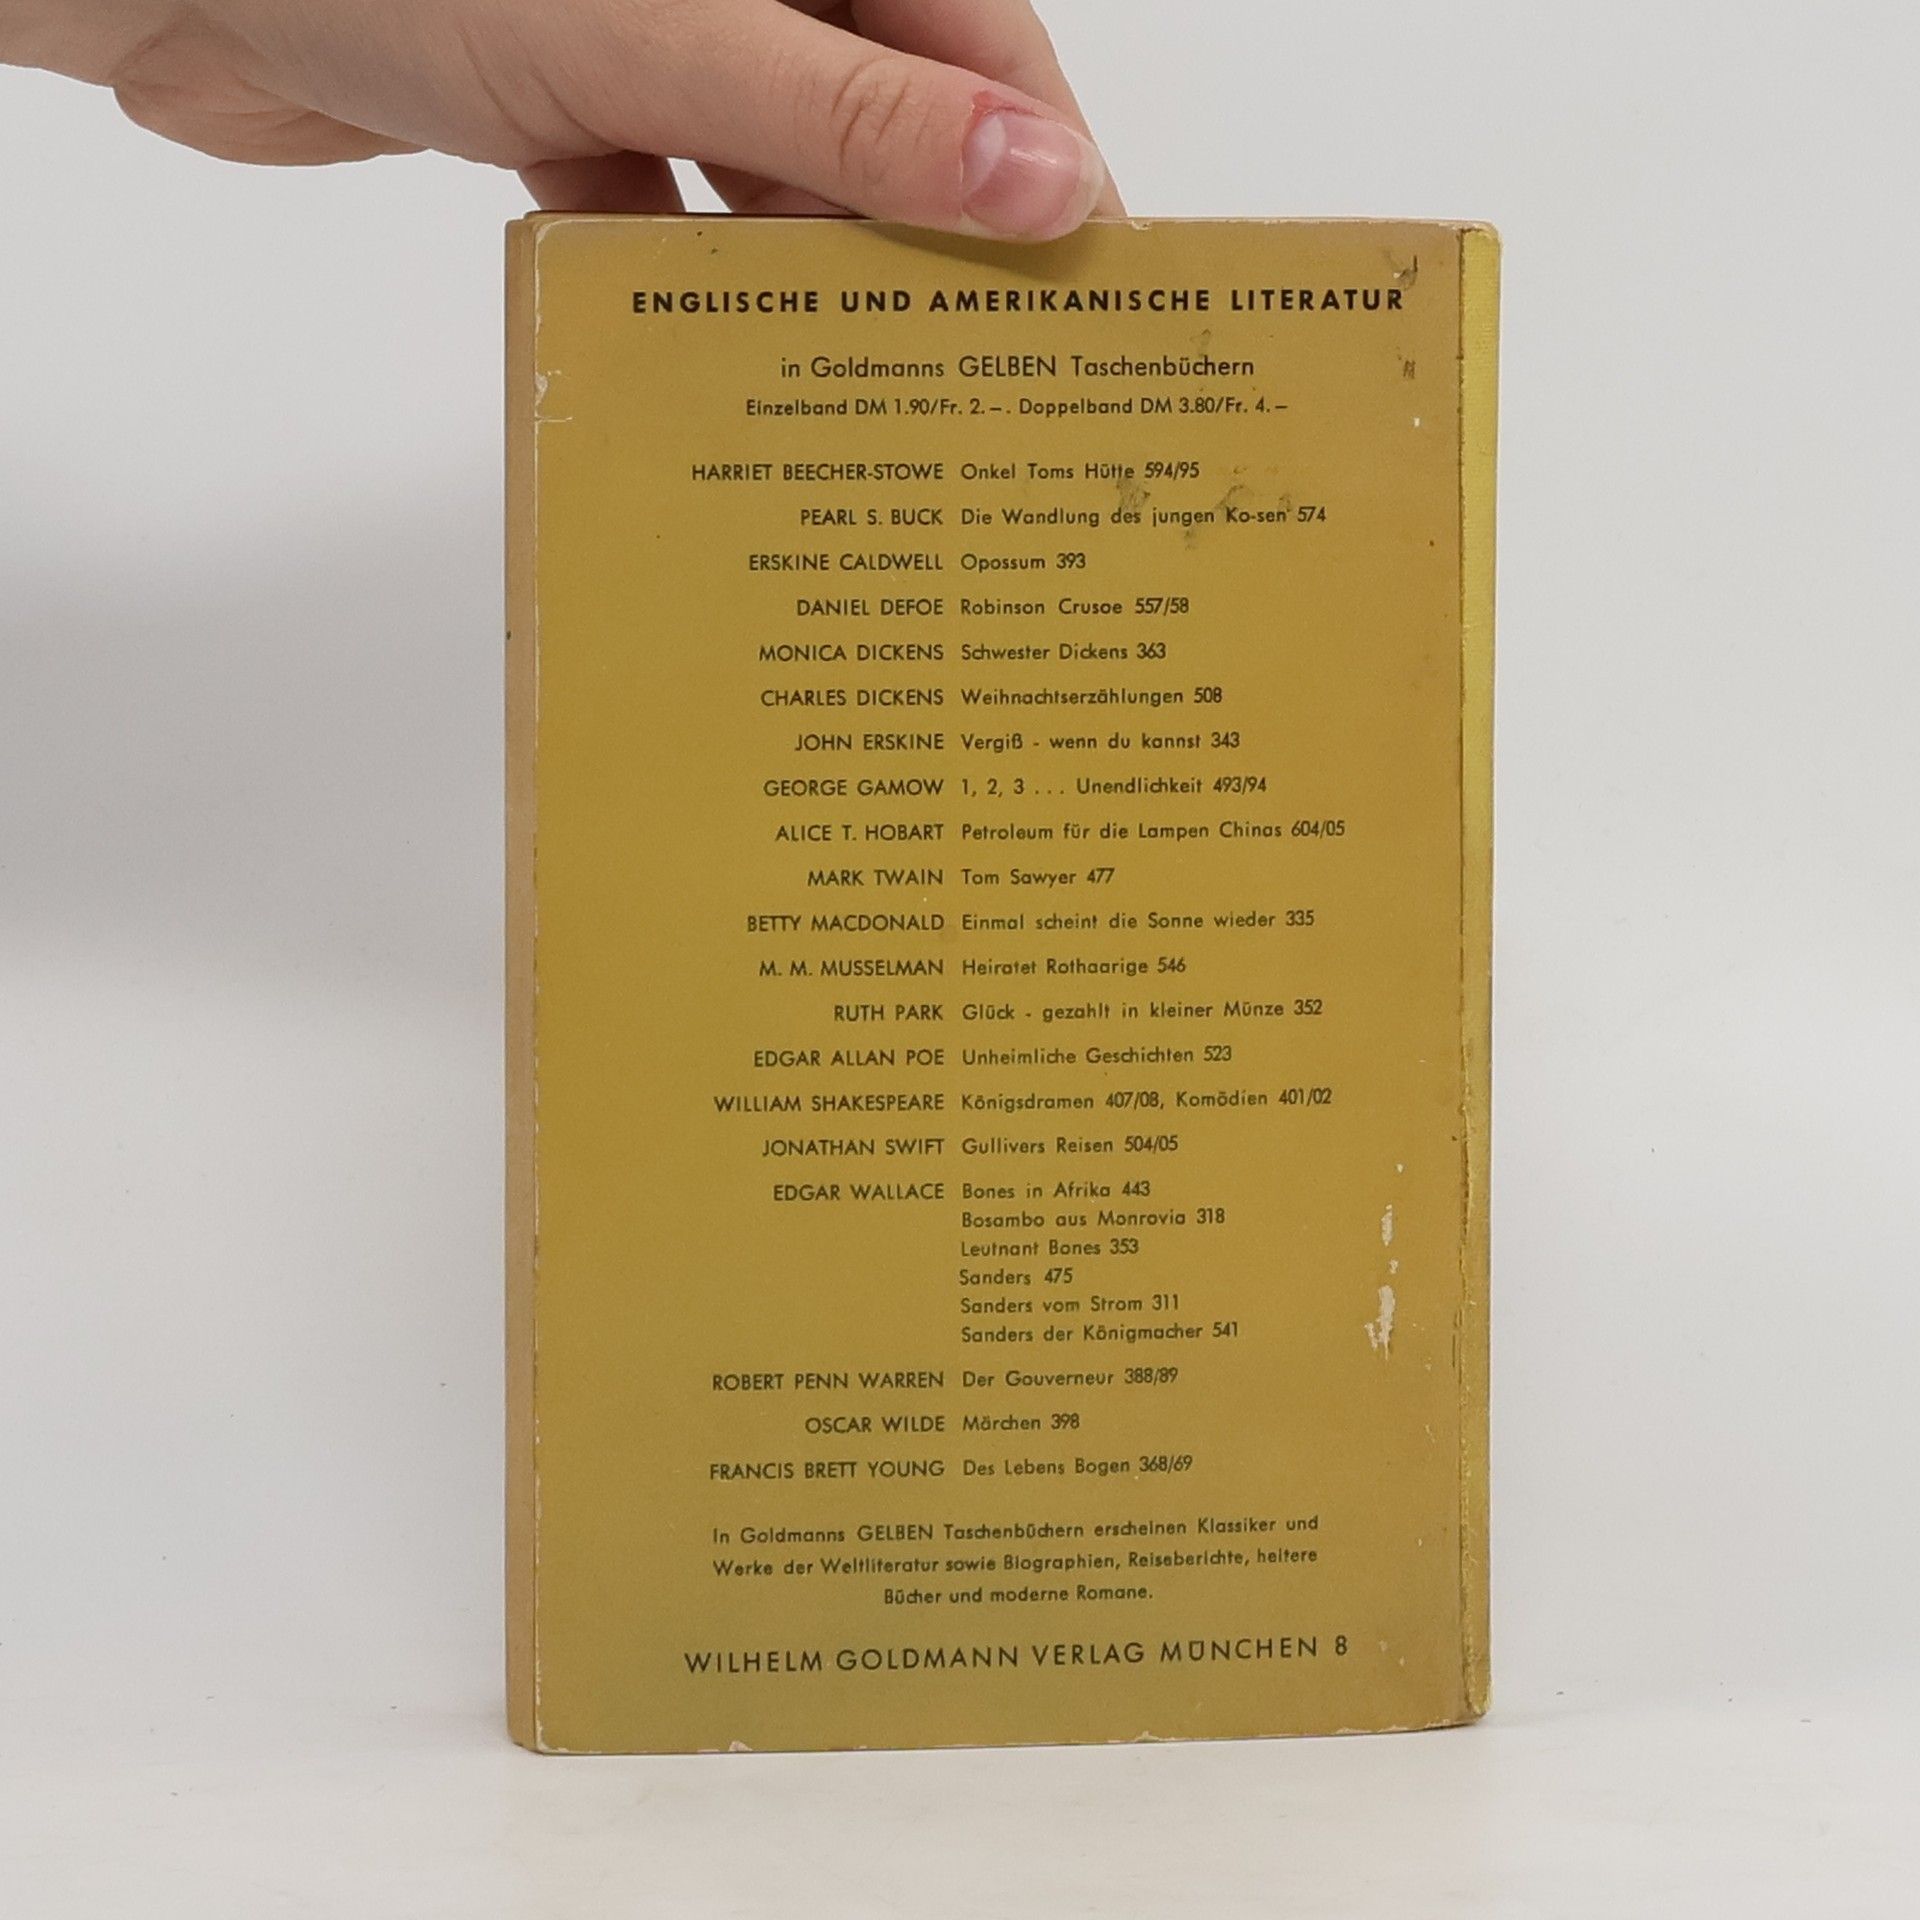 ENGLISCHE UND AMERIKANISCHE LITERATUR
in Goldmanns GELBEN Taschenbüchern
Einzelband DM 1.90/Fr. 2.–. Doppelband DM 3.80/Fr. 4.–
HARRIET BEECHER-STOWE Onkel Toms Hütte 594/95
PEARL S. BUCK Die Wandlung des jungen Ko-sen 574
ERSKINE CALDWELL Opossum 393
DANIEL DEFOE Robinson Crusoe 557/58
MONICA DICKENS Schwester Dickens 363
CHARLES DICKENS Weihnachtserzählungen 508
JOHN ERSKINE Vergiß - wenn du kannst 343
GEORGE GAMOW 1, 2, 3 ... Unendlichkeit 493/94
ALICE T. HOBART Petroleum für die Lampen Chinas 604/05
MARK TWAIN Tom Sawyer 477
BETTY MACDONALD Einmal scheint die Sonne wieder 335
M. M. MUSSELMAN Heiratet Rothaarige 546
RUTH PARK Glück - gezahlt in kleiner Münze 352
EDGAR ALLAN POE Unheimliche Geschichten 523
WILLIAM SHAKESPEARE Königsdramen 407/08, Komödien 401/02
JONATHAN SWIFT Gullivers Reisen 504/05
EDGAR WALLACE Bones in Afrika 443
Bosambo aus Monrovia 318
Leutnant Bones 353
Sanders 475
Sanders vom Strom 311
Sanders der Königmacher 541
ROBERT PENN WARREN Der Gouverneur 388/89
OSCAR WILDE Märchen 398
FRANCIS BRETT YOUNG Des Lebens Bogen 368/69
In Goldmanns GELBEN Taschenbüchern erscheinen Klassiker und
Werke der Weltliteratur sowie Biographien, Reiseberichte, heitere
Bücher und moderne Romane.
WILHELM GOLDMANN VERLAG MÜNCHEN 8